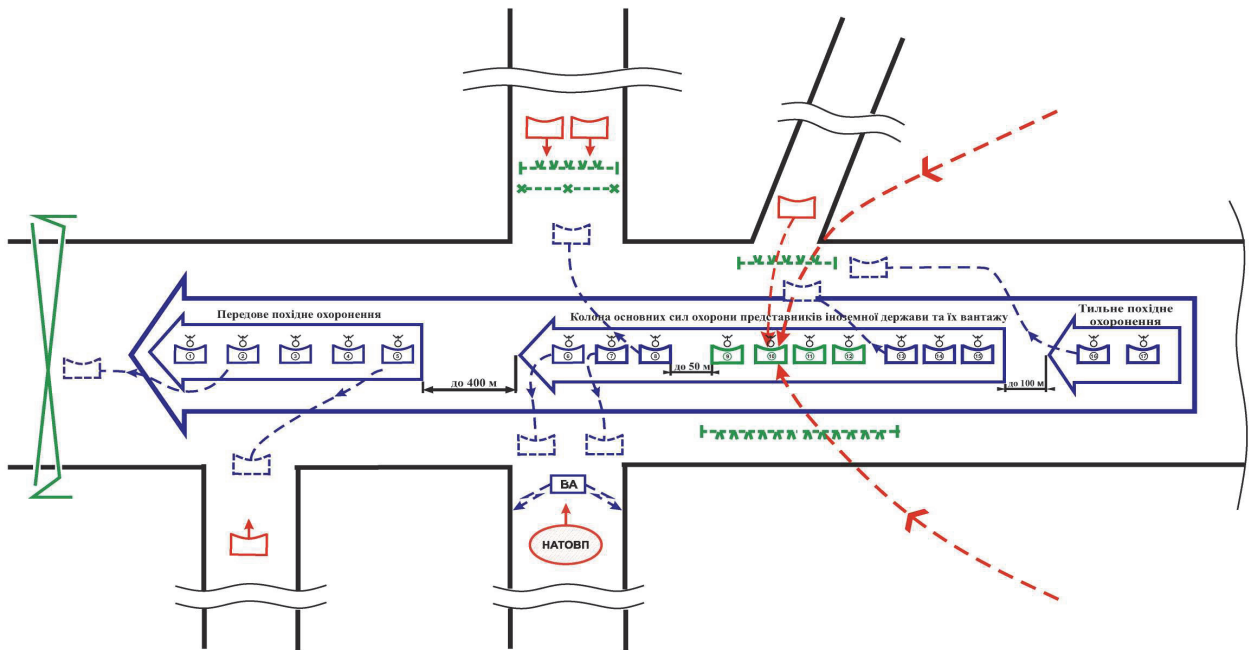 Передове похідне охоронення
Колона основних сил охорони представників іноземної держави та їх вантажу
Тильне похідне
охоронення
1
2
3
4
5
6
7
8
9
10
11
12
13
14
15
16
17
до 400 м
до 50 м
до 100 м
ВА
НАТОВП